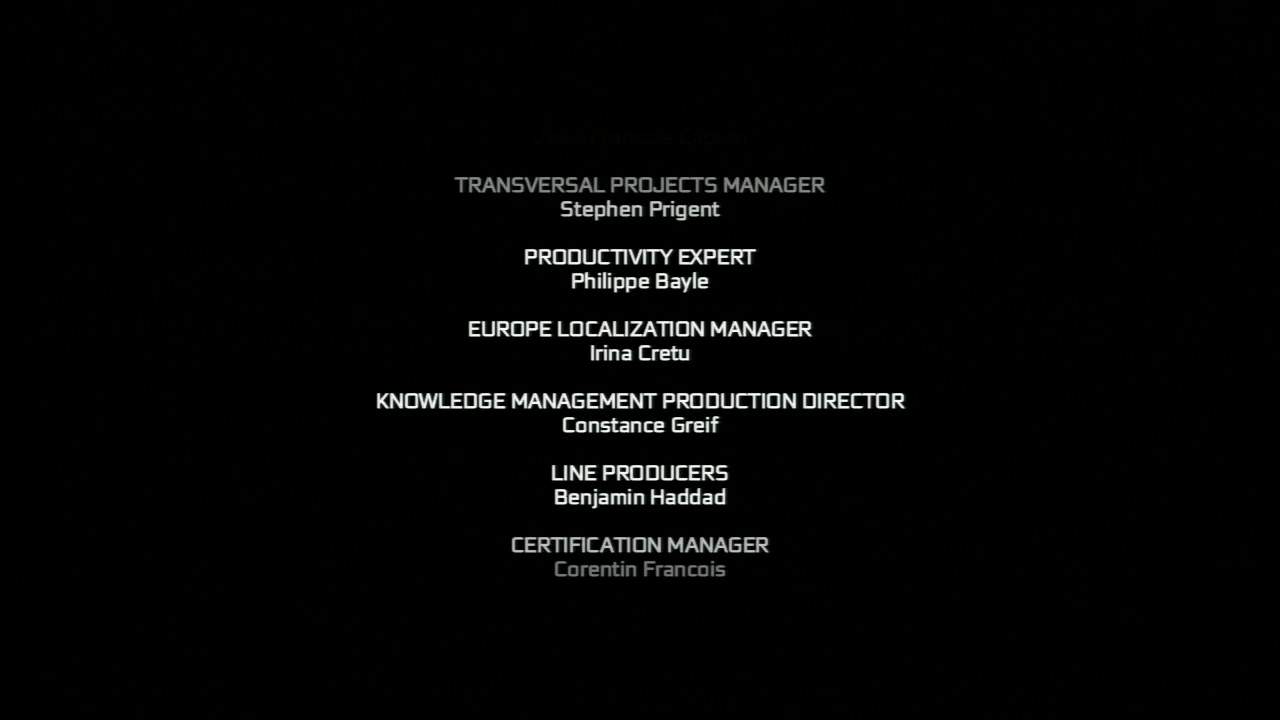 TRANSVERSAL PROJECTS MANAGER
Stephen Prigent
PRODUCTIVITY EXPERT
Philippe Bayle
EUROPE LOCALIZATION MANAGER
Irina Cretu
KNOWLEDGE MANAGEMENT PRODUCTION DIRECTOR
Constance Greif
LINE PRODUCERS
Benjamin Haddad
CERTIFICATION MANAGER
Corentin Francois